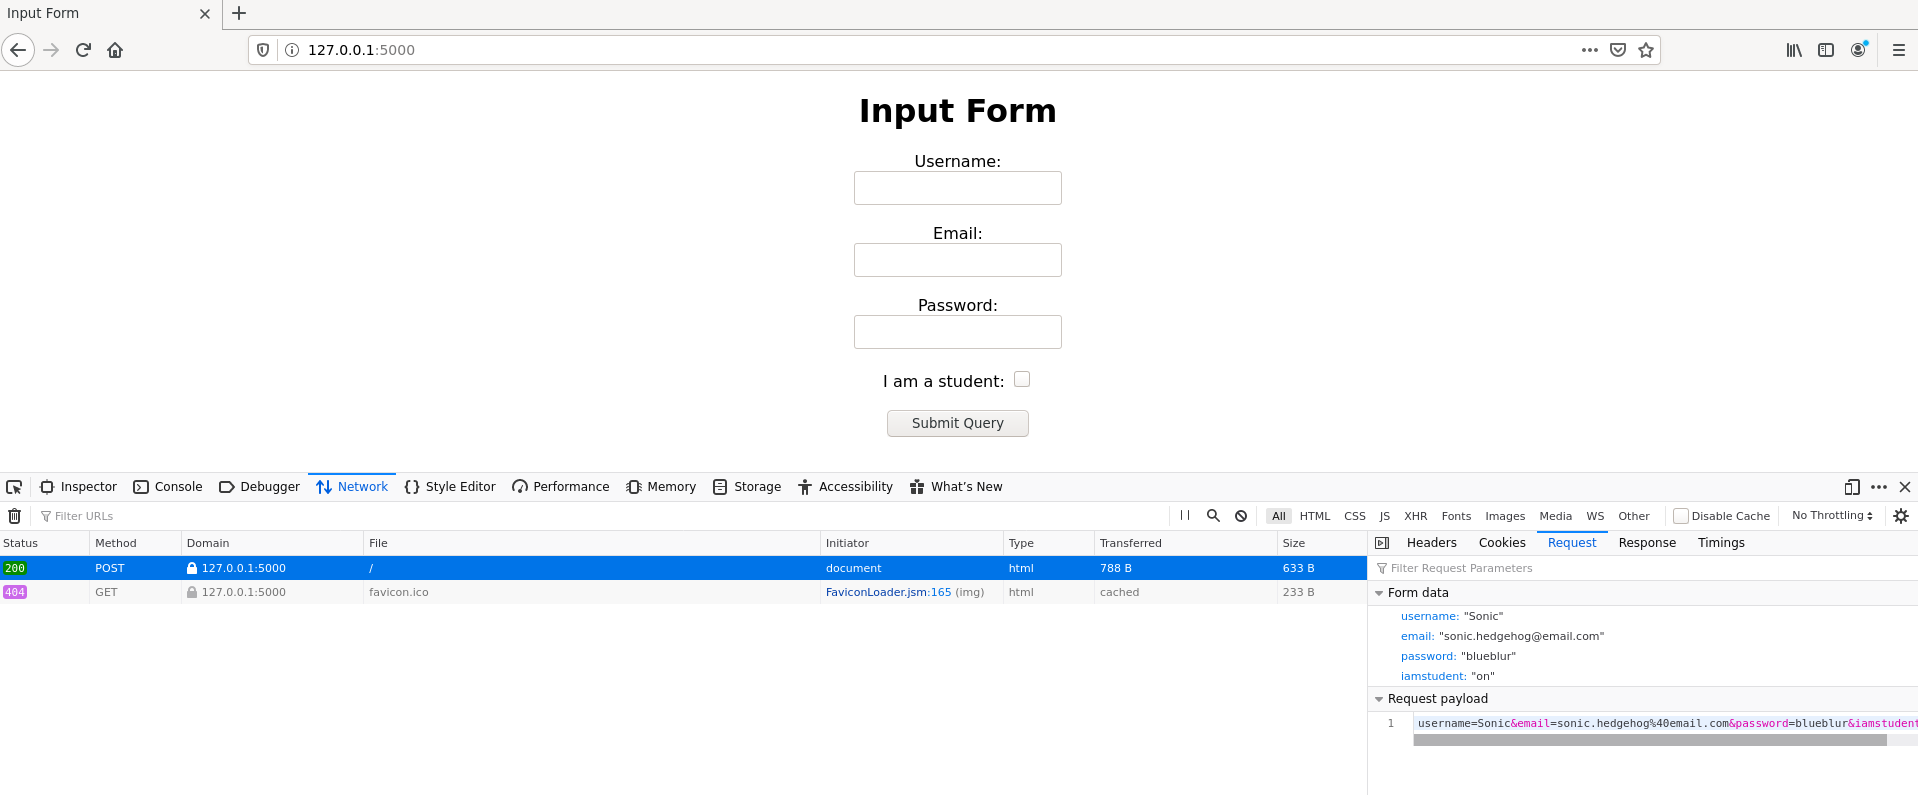 Input Form
127.0.0.1:5000
Input Form
Username:
Email:
Password:
I am a student:
Submit Query
Inspector Console Debugger Network Style Editor Performance Memory Storage Accessibility What's New
Filter URLs All HTML CSS JS XHR Fonts Images Media WS Other Disable Cache No Throttling
Status Method Domain File Initiator Type Transferred Size Headers Cookies Request Response Timings
200 POST 127.0.0.1:5000 / document html 788 B 633 B
404 GET 127.0.0.1:5000 favicon.ico FaviconLoader.jsm:165 (img) html cached 233 B
Filter Request Parameters
Form data
username: "Sonic"
email: "sonic.hedgehog@email.com"
password: "blueblur"
iamstudent: "on"
Request payload
1 username=Sonic&email=sonic.hedgehog%40email.com&password=blueblur&iamstudent